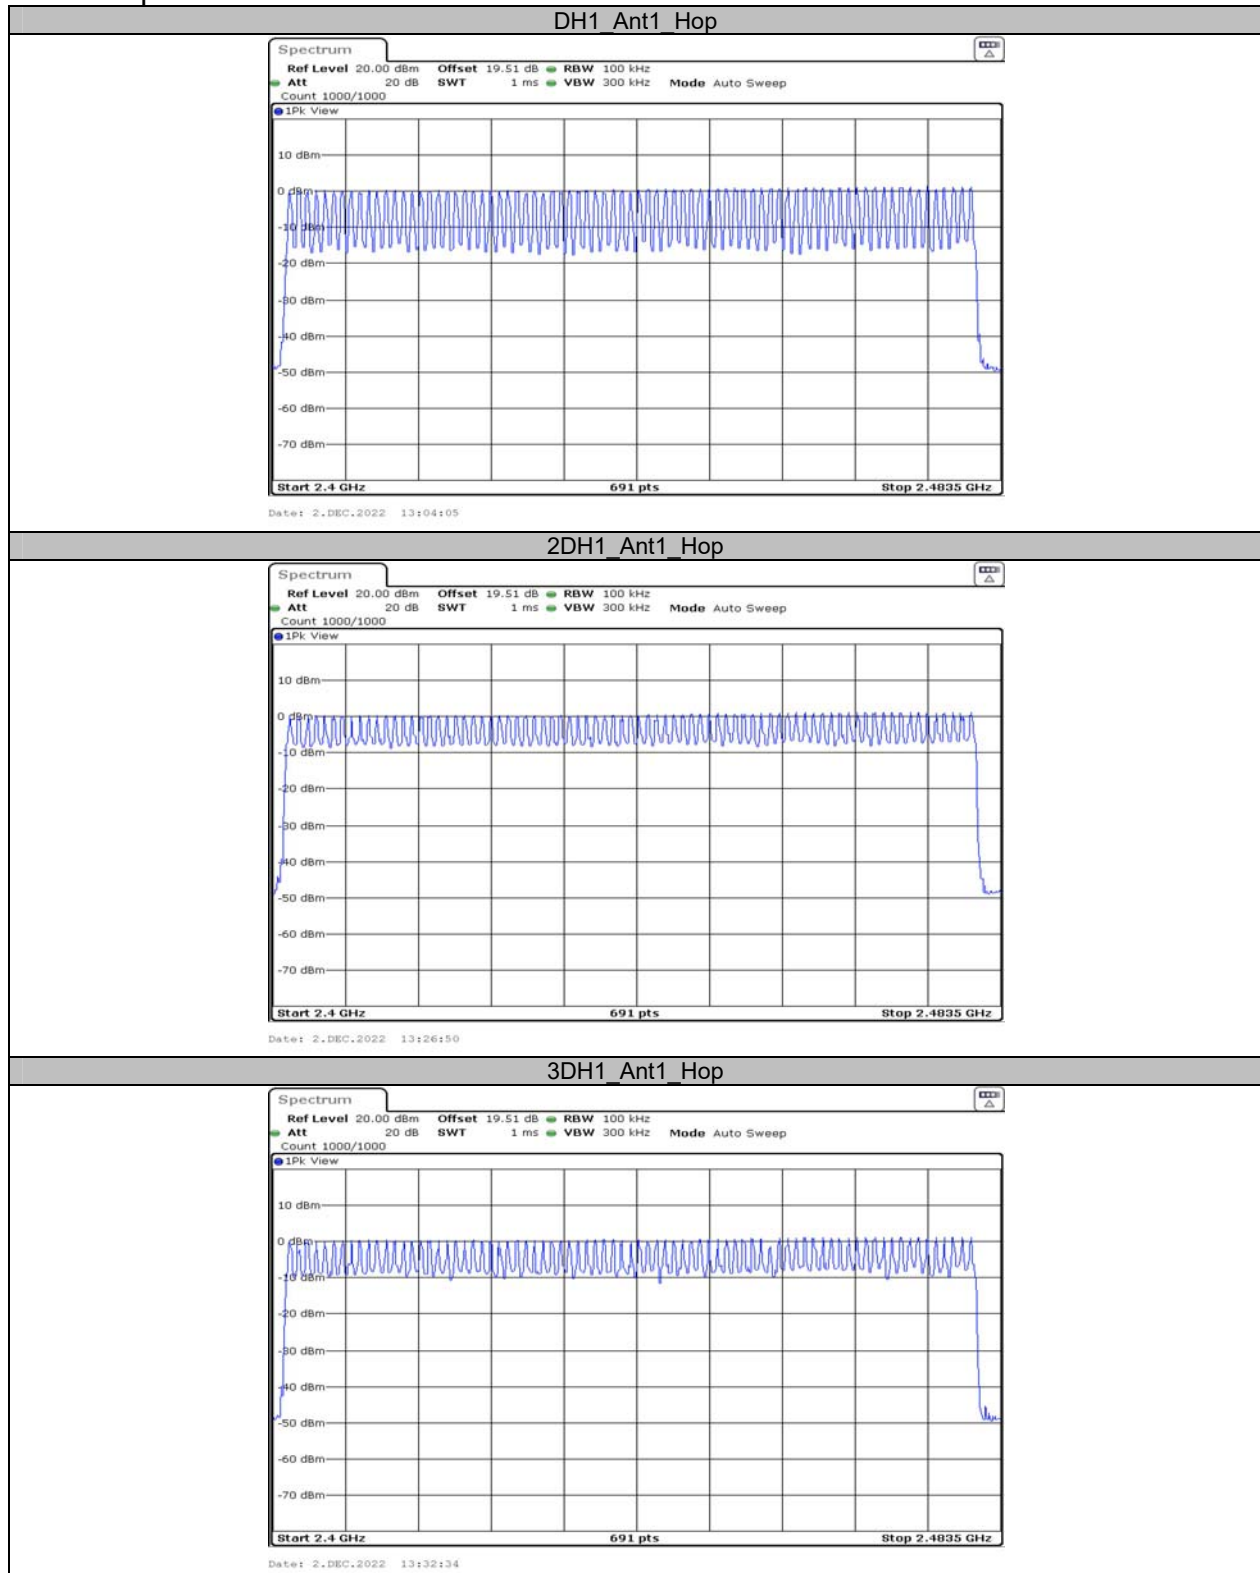 DH1_Ant1_Hop
Spectrum
Ref Level 20.00 dBm Offset 19.51 dB RBW 100 kHz
Att 20 dB SWT 1 ms VBW 300 kHz Mode Auto Sweep
Count 1000/1000
1Pk View
10 dBm
0 dBm
-10 dBm
-20 dBm
-30 dBm
-40 dBm
-50 dBm
-60 dBm
-70 dBm
Start 2.4 GHz 691 pts Stop 2.4835 GHz
Date: 2.DEC.2022 13:04:05
2DH1_Ant1_Hop
Spectrum
Ref Level 20.00 dBm Offset 19.51 dB RBW 100 kHz
Att 20 dB SWT 1 ms VBW 300 kHz Mode Auto Sweep
Count 1000/1000
1Pk View
10 dBm
0 dBm
-10 dBm
-20 dBm
-30 dBm
-40 dBm
-50 dBm
-60 dBm
-70 dBm
Start 2.4 GHz 691 pts Stop 2.4835 GHz
Date: 2.DEC.2022 13:26:50
3DH1_Ant1_Hop
Spectrum
Ref Level 20.00 dBm Offset 19.51 dB RBW 100 kHz
Att 20 dB SWT 1 ms VBW 300 kHz Mode Auto Sweep
Count 1000/1000
1Pk View
10 dBm
0 dBm
-10 dBm
-20 dBm
-30 dBm
-40 dBm
-50 dBm
-60 dBm
-70 dBm
Start 2.4 GHz 691 pts Stop 2.4835 GHz
Date: 2.DEC.2022 13:32:34